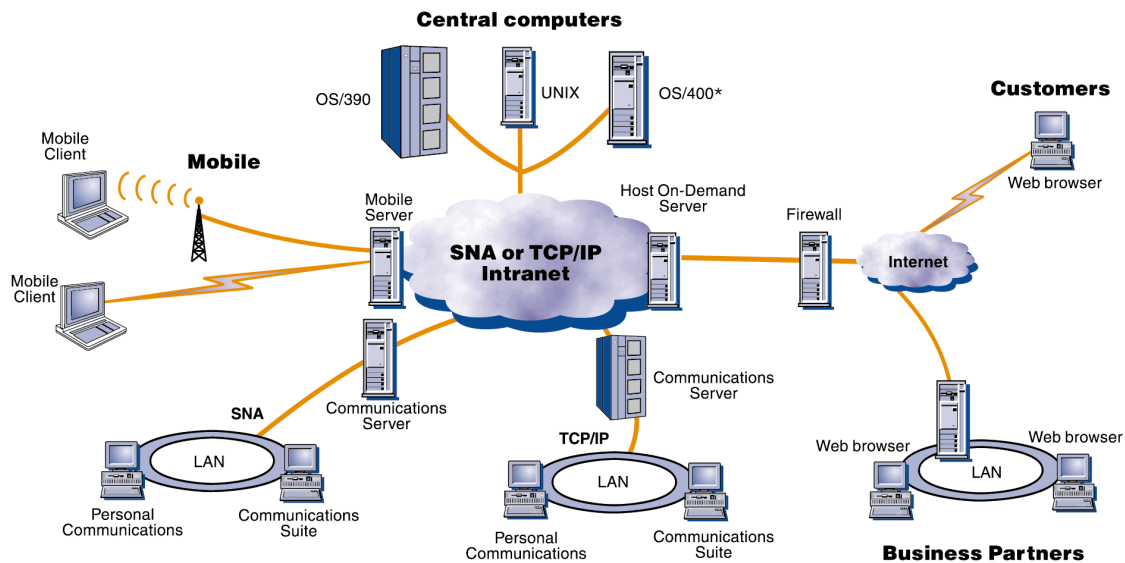 Central computers
OS/390
UNIX
OS/400*
Customers
Web browser
Mobile
Client
Mobile
Mobile
Server
Host On-Demand
Server
Firewall
SNA or TCP/IP
Intranet
Internet
Mobile
Client
Communications
Server
Communications
Server
SNA
LAN
Personal
Communications
Communications
Suite
TCP/IP
LAN
Personal
Communications
Communications
Suite
Web browser
Web browser
LAN
Business Partners